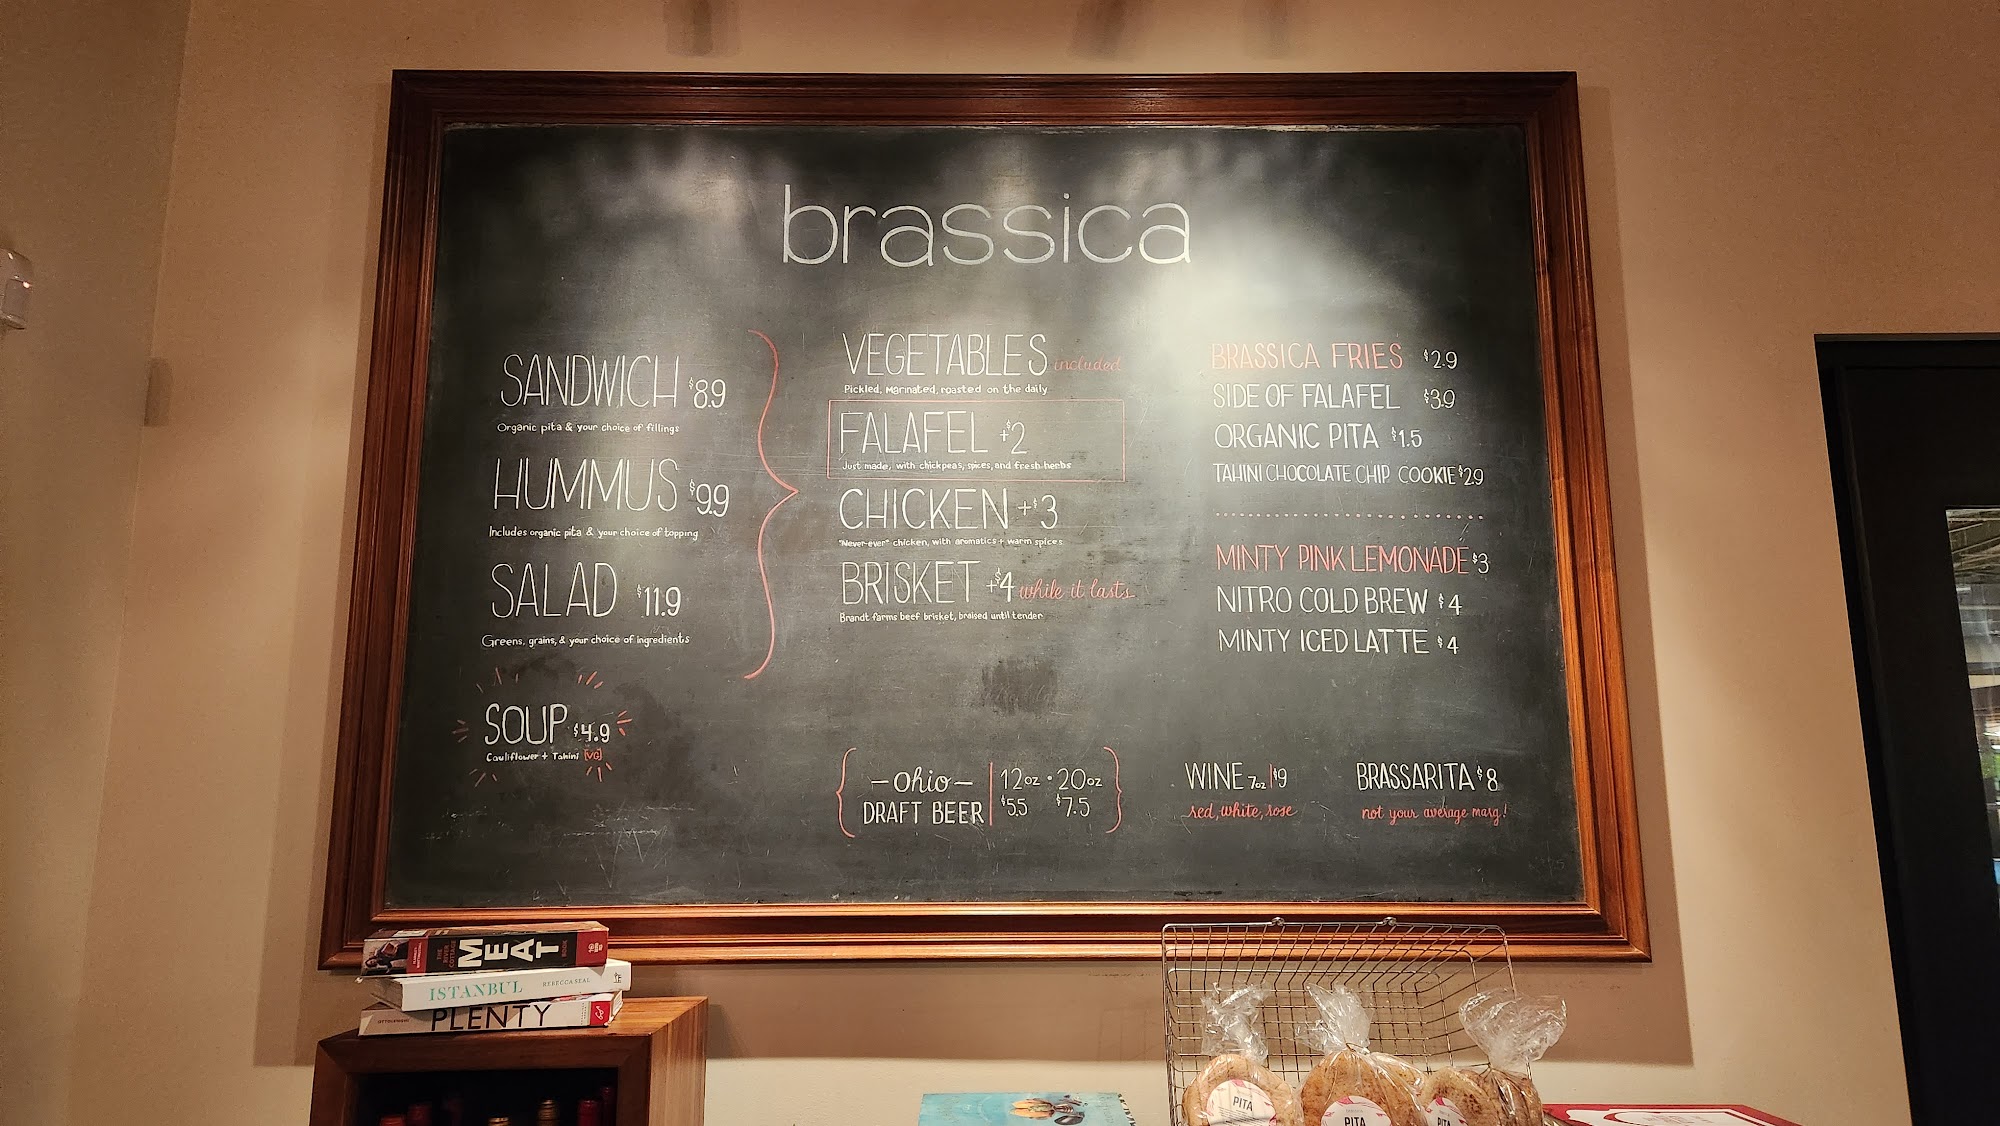 brassica
SANDWICH $8.9
Organic pita & your choice of fillings
HUMMUS $9.9
Includes organic pita & your choice of topping
SALAD $11.9
Greens, grains, & your choice of ingredients
SOUP $4.9
Cauliflower + Tahini [VG]
VEGETABLES included
Pickled, Marinated, roasted on the daily
FALAFEL +$2
Just made, with chickpeas, spices, and fresh herbs
CHICKEN +$3
"Never-ever" chicken, with aromatics + warm spices
BRISKET +$4 while it lasts
Brandt farms beef brisket, braised until tender
BRASSICA FRIES $2.9
SIDE OF FALAFEL $3.9
ORGANIC PITA $1.5
TAHINI CHOCOLATE CHIP COOKIE $2.9
MINTY PINK LEMONADE $3
NITRO COLD BREW $4
MINTY ICED LATTE $4
-Ohio-
DRAFT BEER
12oz · 20oz
$5.5 $7.5
WINE 7oz | $9
red, white, rose
BRASSARITA $8
not your average marg!
THE RIVER COTTAGE MEAT BOOK
ISTANBUL REBECCA SEAL
OTTOLENGHI PLENTY
PITA
PITA
PITA